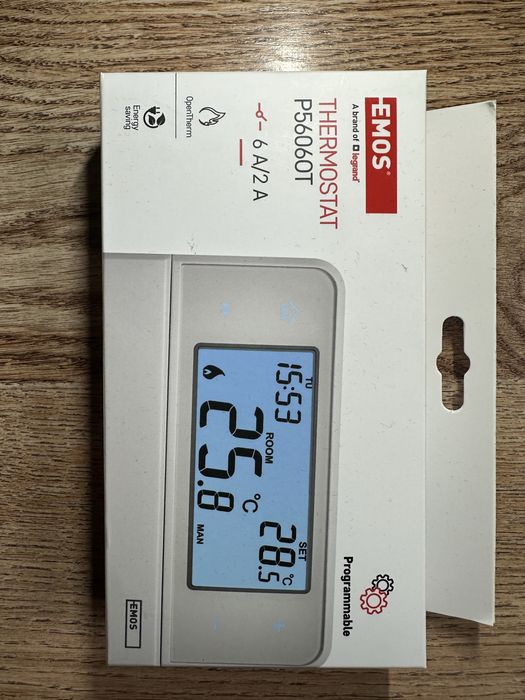 EMOS®
A brand of legrand®
THERMOSTAT
P5606OT
6 A/2 A
OpenTherm
Energy
saving
Programmable
TU
15:53
SET
28.5 °C
ROOM
25.8 °C
MAN
EMOS